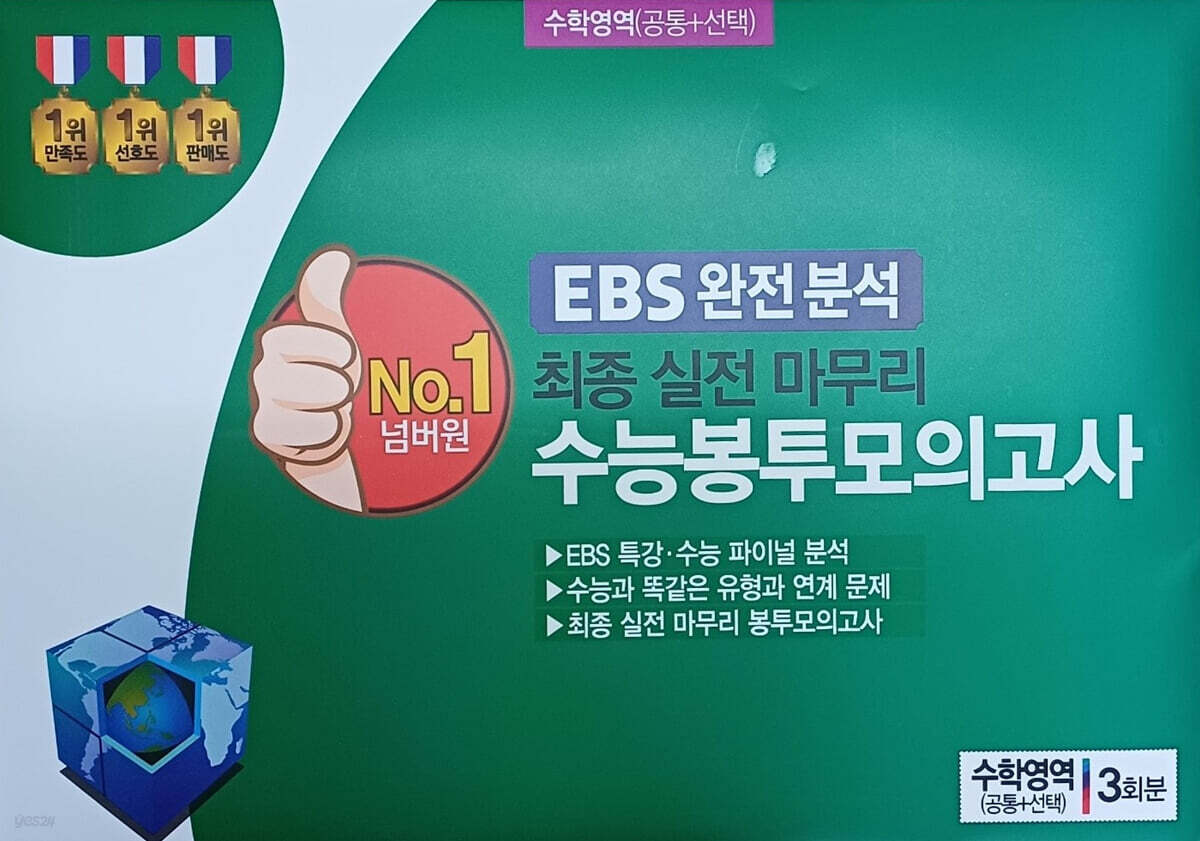 수학영역(공통+선택)
1위
만족도
1위
선호도
1위
판매도
EBS 완전 분석
최종 실전 마무리
수능봉투모의고사
No.1
넘버원
▶EBS 특강·수능 파이널 분석
▶수능과 똑같은 유형과 연계 문제
▶최종 실전 마무리 봉투모의고사
수학영역
(공통+선택)
3회분
yes24